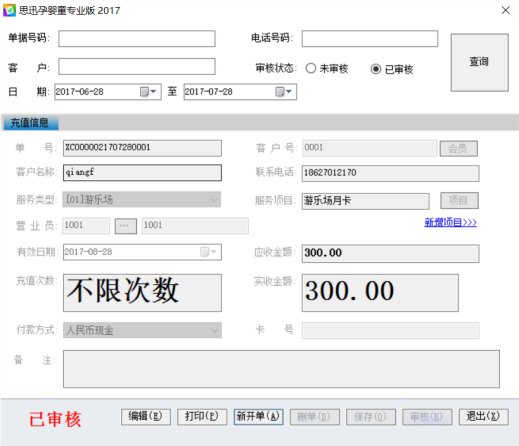 思迅孕婴童专业版 2017
单据号码: 电话号码:
查询
客 户: 审核状态: 未审核 已审核
日 期: 2017-06-28 至 2017-07-28
充值信息
单 号: XC0000021707280001 客 户 号: 0001 会员
客户名称: qiangf 联系电话: 18627012170
服务类型: [01]游乐场 服务项目: 游乐场月卡 项目
营 业 员: 1001 ... 1001 新增项目>>>
有效日期: 2017-08-28 应收金额: 300.00
充值次数: 不限次数 实收金额: 300.00
付款方式: 人民币现金 卡 号
备 注:
已审核 编辑(E) 打印(P) 新开单(A) 删单(D) 保存(O) 审核(K) 退出(X)